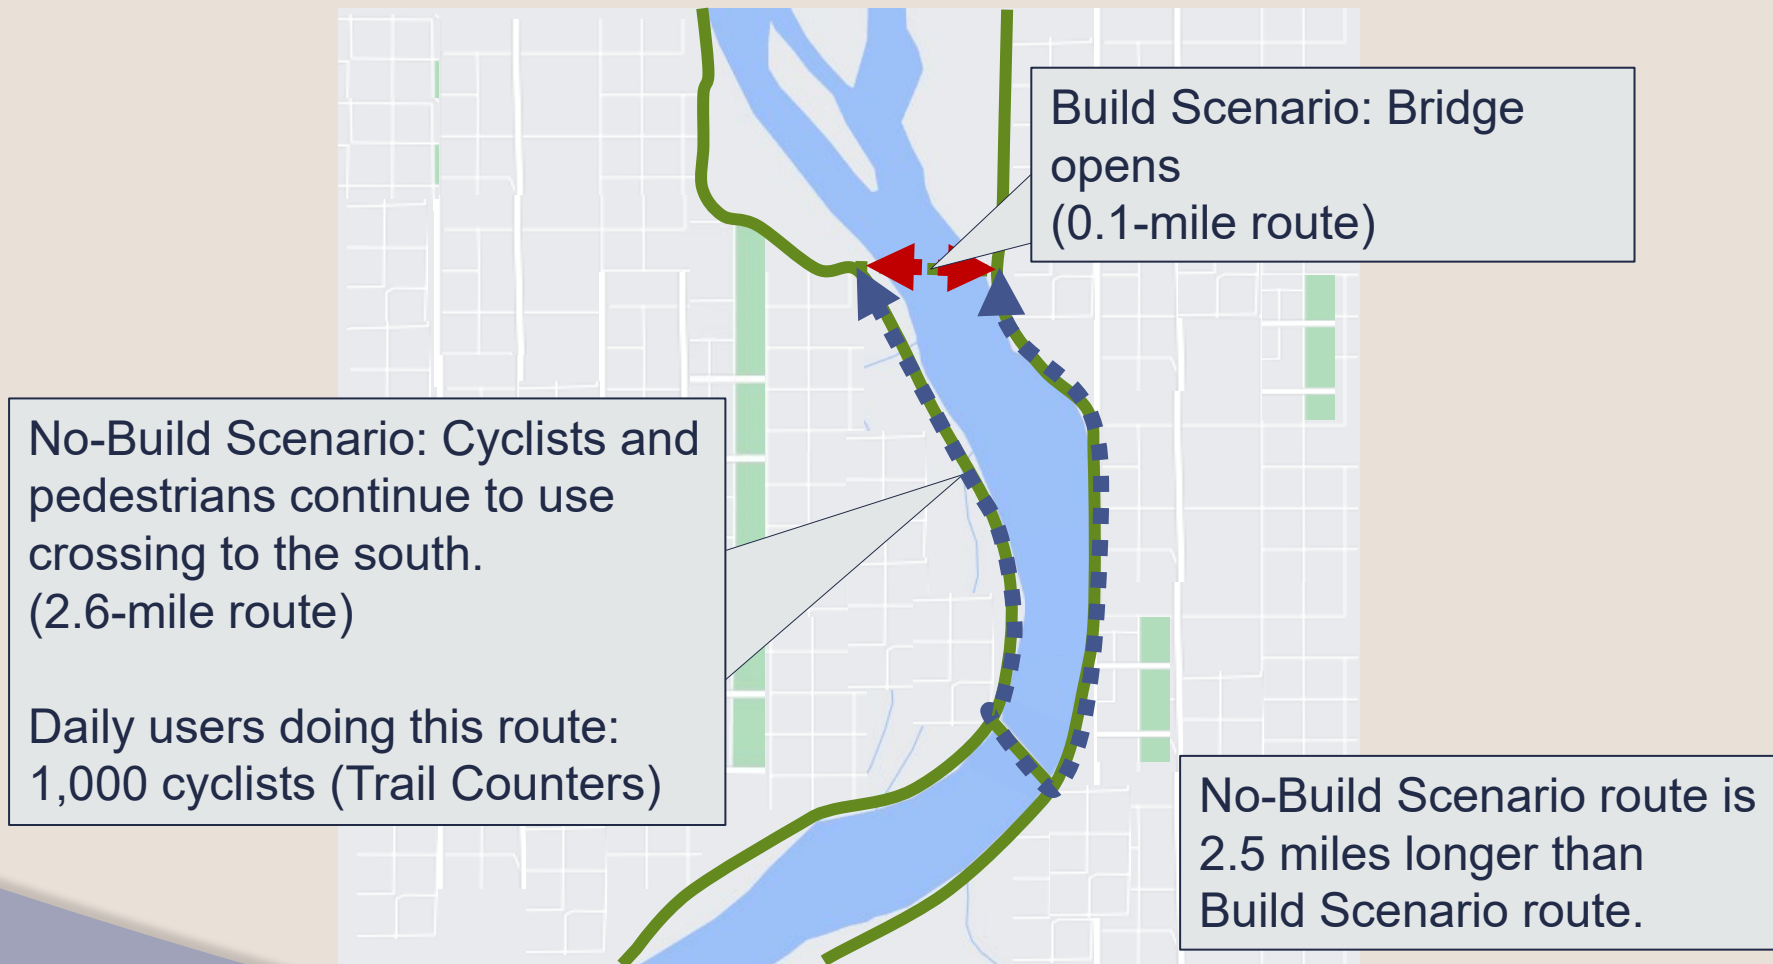 Build Scenario: Bridge
opens
(0.1-mile route)
No-Build Scenario: Cyclists and
pedestrians continue to use
crossing to the south.
(2.6-mile route)
Daily users doing this route:
1,000 cyclists (Trail Counters)
No-Build Scenario route is
2.5 miles longer than
Build Scenario route.